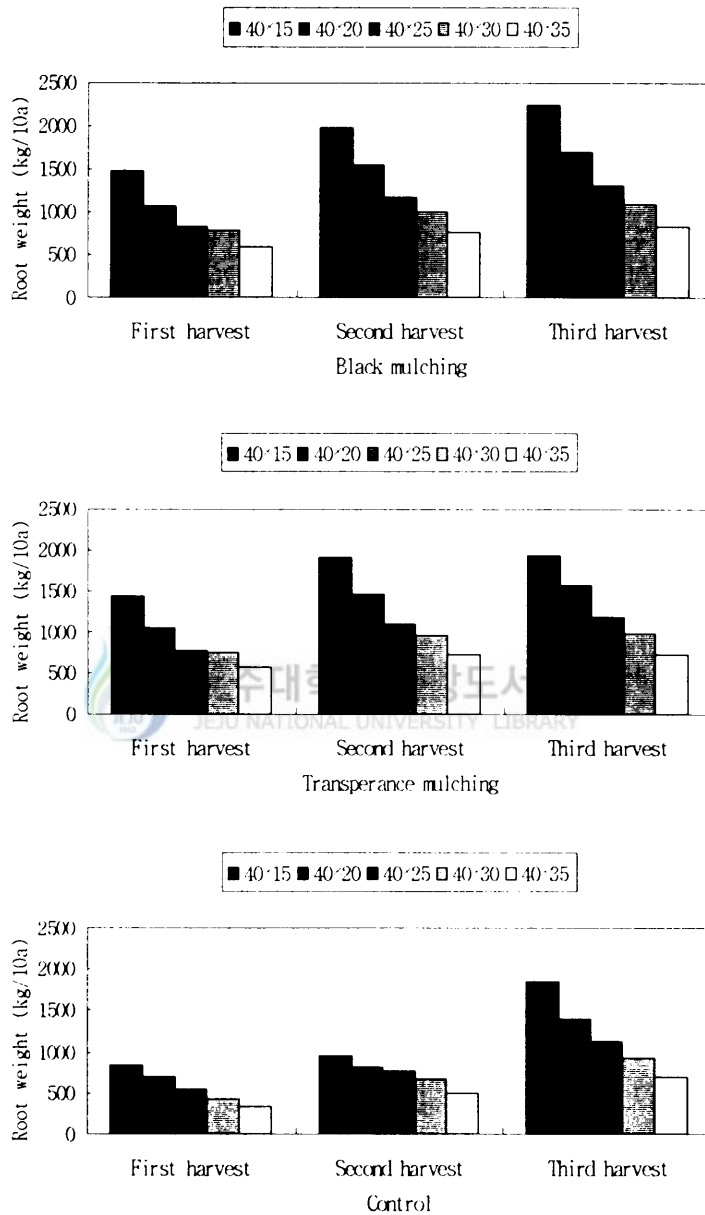 40×15 40×20 40×25 40×30 40×35
2500
2000
1500
1000
500
0
Root weight (kg/10a)
First harvest Second harvest Third harvest
Black mulching
40×15 40×20 40×25 40×30 40×35
2500
2000
1500
1000
500
0
Root weight (kg/10a)
JEJU NATIONAL UNIVERSITY LIBRARY
JEJU
First harvest Second harvest Third harvest
Transperance mulching
40×15 40×20 40×25 40×30 40×35
2500
2000
1500
1000
500
0
Root weight (kg/10a)
First harvest Second harvest Third harvest
Control